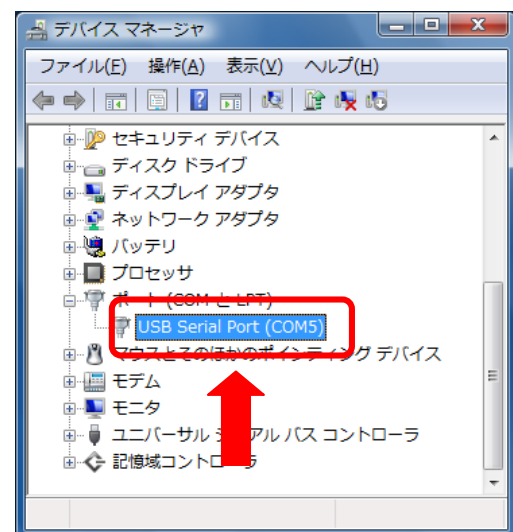 デバイス マネージャ
ファイル(F) 操作(A) 表示(V) ヘルプ(H)
セキュリティ デバイス
ディスク ドライブ
ディスプレイ アダプタ
ネットワーク アダプタ
バッテリ
プロセッサ
ポート (COM と LPT)
USB Serial Port (COM5)
マウスとそのほかのポインティング デバイス
モデム
モニタ
ユニバーサル シリアル バス コントローラ
記憶域コントローラ